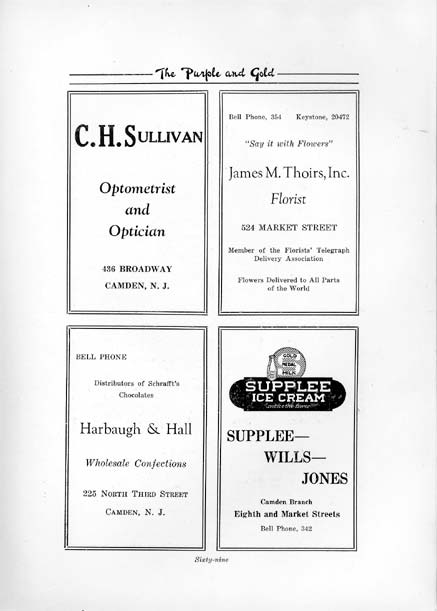 The Purple and Gold
C.H. SULLIVAN
Optometrist
and
Optician
436 BROADWAY
CAMDEN, N. J.
Bell Phone, 354 Keystone, 20472
"Say it with Flowers"
James M. Thoirs, Inc.
Florist
524 MARKET STREET
Member of the Florists' Telegraph
Delivery Association
Flowers Delivered to All Parts
of the World
BELL PHONE
Distributors of Schrafft's
Chocolates
Harbaugh & Hall
Wholesale Confections
225 NORTH THIRD STREET
CAMDEN, N. J.
GOLD
MEDAL
MILK
SUPPLEE
ICE CREAM
SUPPLEE—
WILLS—
JONES
Camden Branch
Eighth and Market Streets
Bell Phone, 342
Sixty-nine